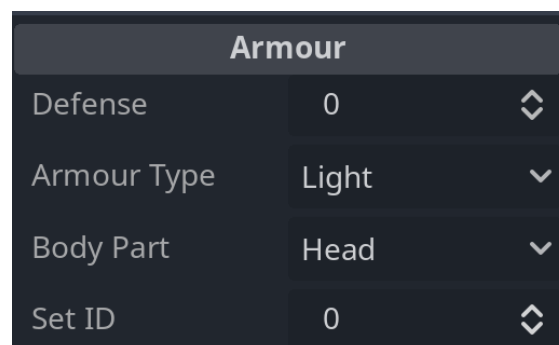 Armour
Defense 0
Armour Type Light
Body Part Head
Set ID 0